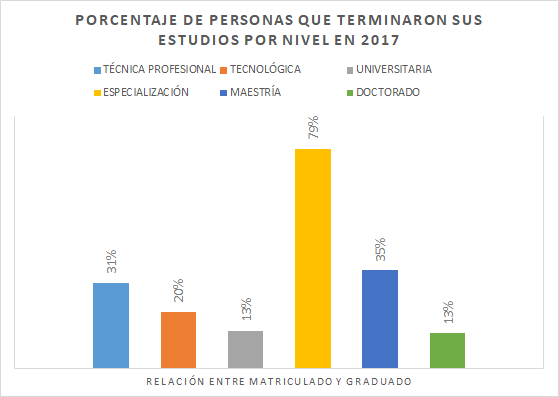 PORCENTAJE DE PERSONAS QUE TERMINARON SUS
ESTUDIOS POR NIVEL EN 2017
TÉCNICA PROFESIONAL TECNOLÓGICA UNIVERSITARIA
ESPECIALIZACIÓN MAESTRÍA DOCTORADO
31%
20%
13%
79%
35%
13%
RELACIÓN ENTRE MATRICULADO Y GRADUADO